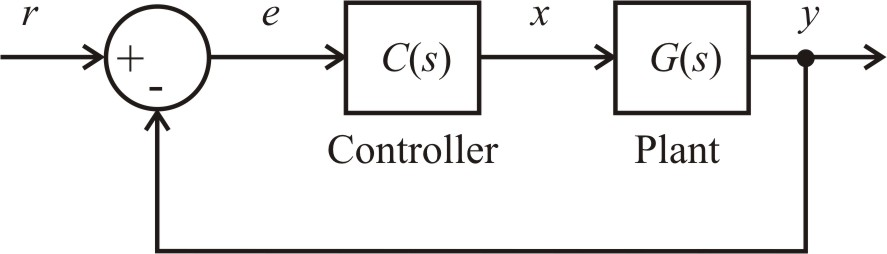 r
e
x
y
+
-
C(s)
G(s)
Controller
Plant